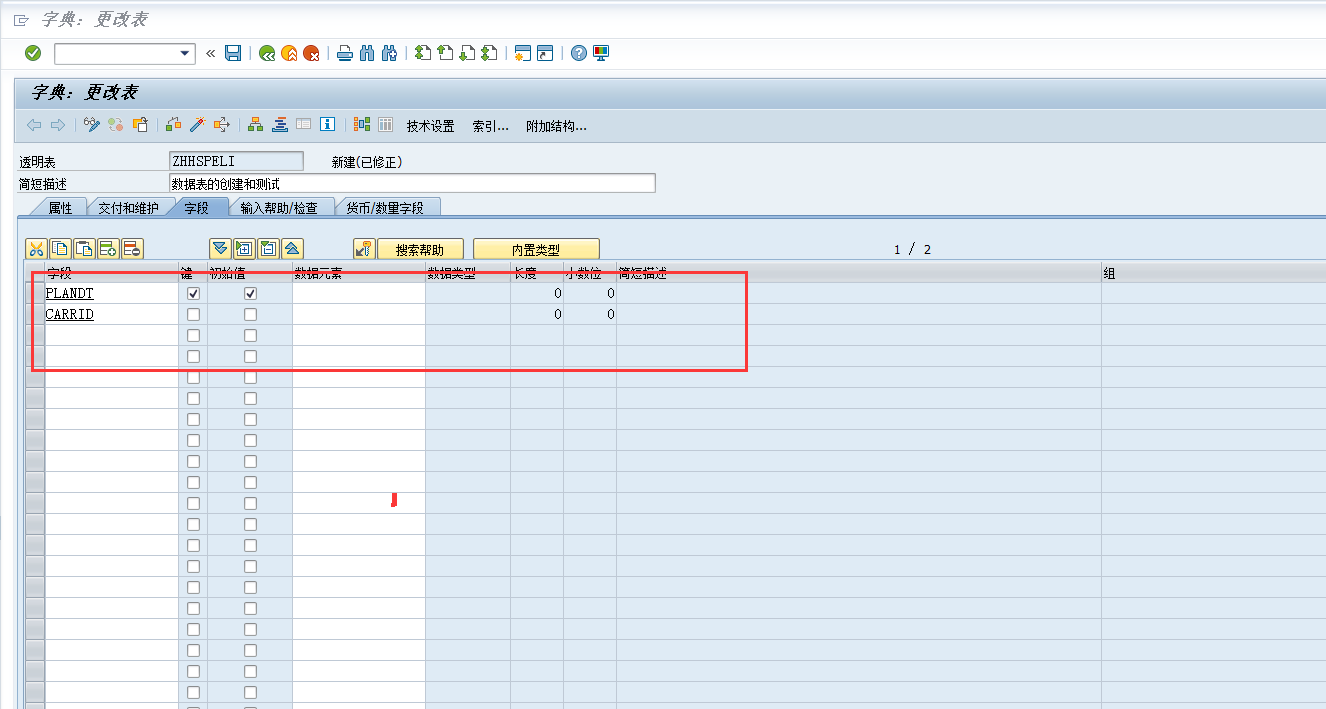 字典: 更改表
字典: 更改表
技术设置 索引... 附加结构...
透明表 ZHHSPELI 新建(已修正)
简短描述 数据表的创建和测试
属性 交付和维护 字段 输入帮助/检查 货币/数量字段
搜索帮助 内置类型 1 / 2
字段 键 初始值 数据元素 数据类型 长度 小数位 简短描述 组
PLANDT 0 0
CARRID 0 0